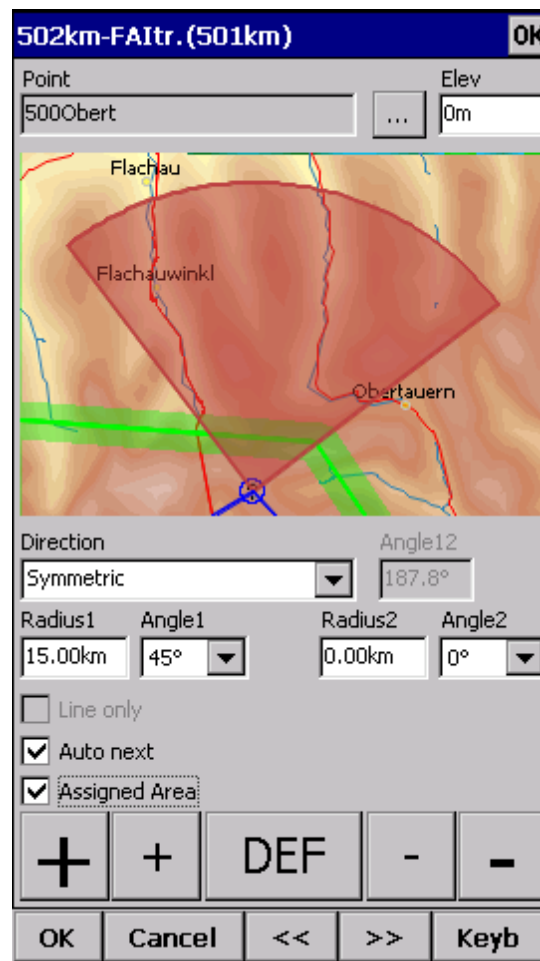 502km-FAItr.(501km) OK
Point Elev
500Obert ... 0m
Flachau
Flachauwinkl
Obertauern
Direction Angle12
Symmetric 187.8°
Radius1 Angle1 Radius2 Angle2
15.00km 45° 0.00km 0°
Line only
Auto next
Assigned Area
+ + DEF - -
OK Cancel << >> Keyb